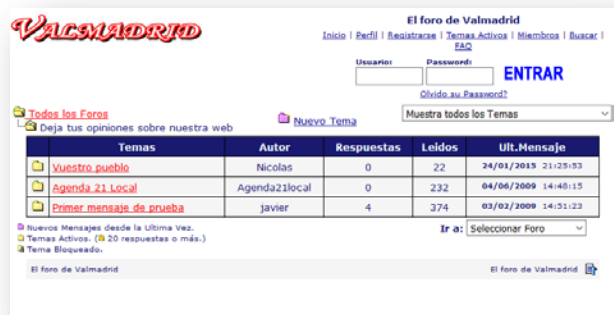 VALMADRID
El foro de Valmadrid
Inicio | Perfil | Registrarse | Temas Activos | Miembros | Buscar |
FAQ
Usuario: Password:
ENTRAR
Olvido su Password?
Todos los Foros
Deja tus opiniones sobre nuestra web
Nuevo Tema
Muestra todos los Temas
Temas Autor Respuestas Leidos Ult.Mensaje
Vuestro pueblo Nicolas 0 22 24/01/2015 21:25:53
Agenda 21 Local Agenda21local 0 232 04/06/2009 14:48:15
Primer mensaje de prueba javier 4 374 03/02/2009 14:51:23
Nuevos Mensajes desde la Ultima Vez.
Temas Activos. ( 20 respuestas o más.)
Tema Bloqueado.
Ir a: Seleccionar Foro
El foro de Valmadrid El foro de Valmadrid